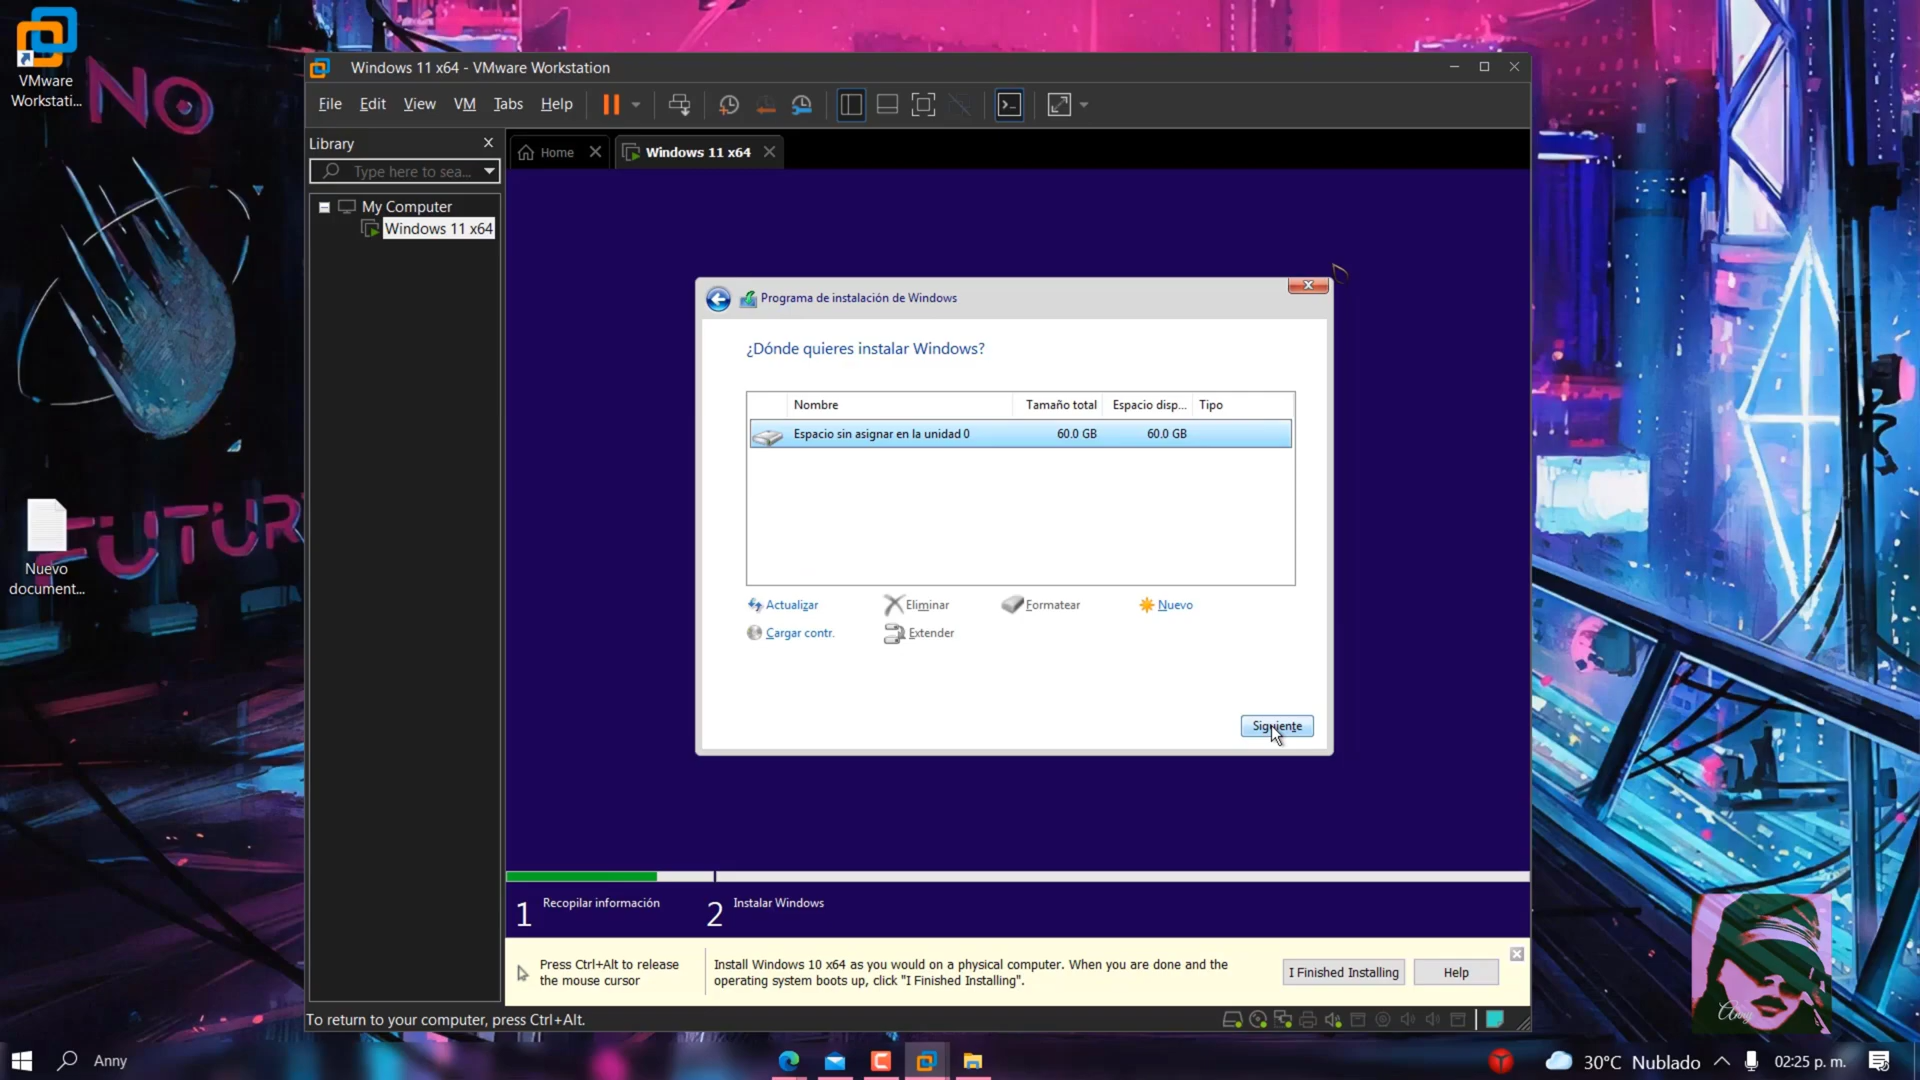 VMware
Workstati...
NO
FUTUR
Nuevo
document...
Windows 11 x64 - VMware Workstation
File Edit View VM Tabs Help
Library
Type here to sea...
My Computer
Windows 11 x64
Home
Windows 11 x64
Programa de instalación de Windows
¿Dónde quieres instalar Windows?
Nombre Tamaño total Espacio disp... Tipo
Espacio sin asignar en la unidad 0 60.0 GB 60.0 GB
Actualizar Eliminar Formatear Nuevo
Cargar contr. Extender
Siguiente
1 Recopilar información 2 Instalar Windows
Press Ctrl+Alt to release
the mouse cursor
Install Windows 10 x64 as you would on a physical computer. When you are done and the
operating system boots up, click "I Finished Installing".
I Finished Installing Help
To return to your computer, press Ctrl+Alt.
Anny
Anny
30°C Nublado 02:25 p. m.